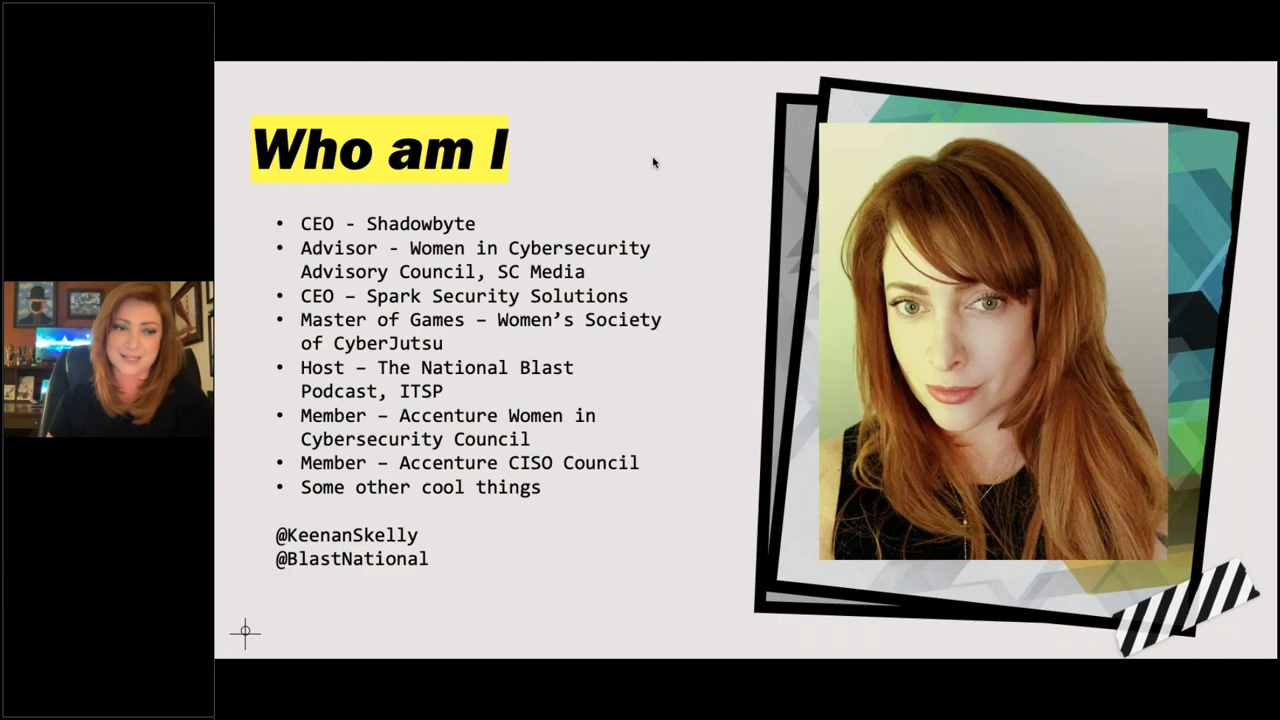 Who am I
• CEO - Shadowbyte
• Advisor - Women in Cybersecurity
Advisory Council, SC Media
• CEO – Spark Security Solutions
• Master of Games – Women’s Society
of CyberJutsu
• Host – The National Blast
Podcast, ITSP
• Member – Accenture Women in
Cybersecurity Council
• Member – Accenture CISO Council
• Some other cool things
@KeenanSkelly
@BlastNational